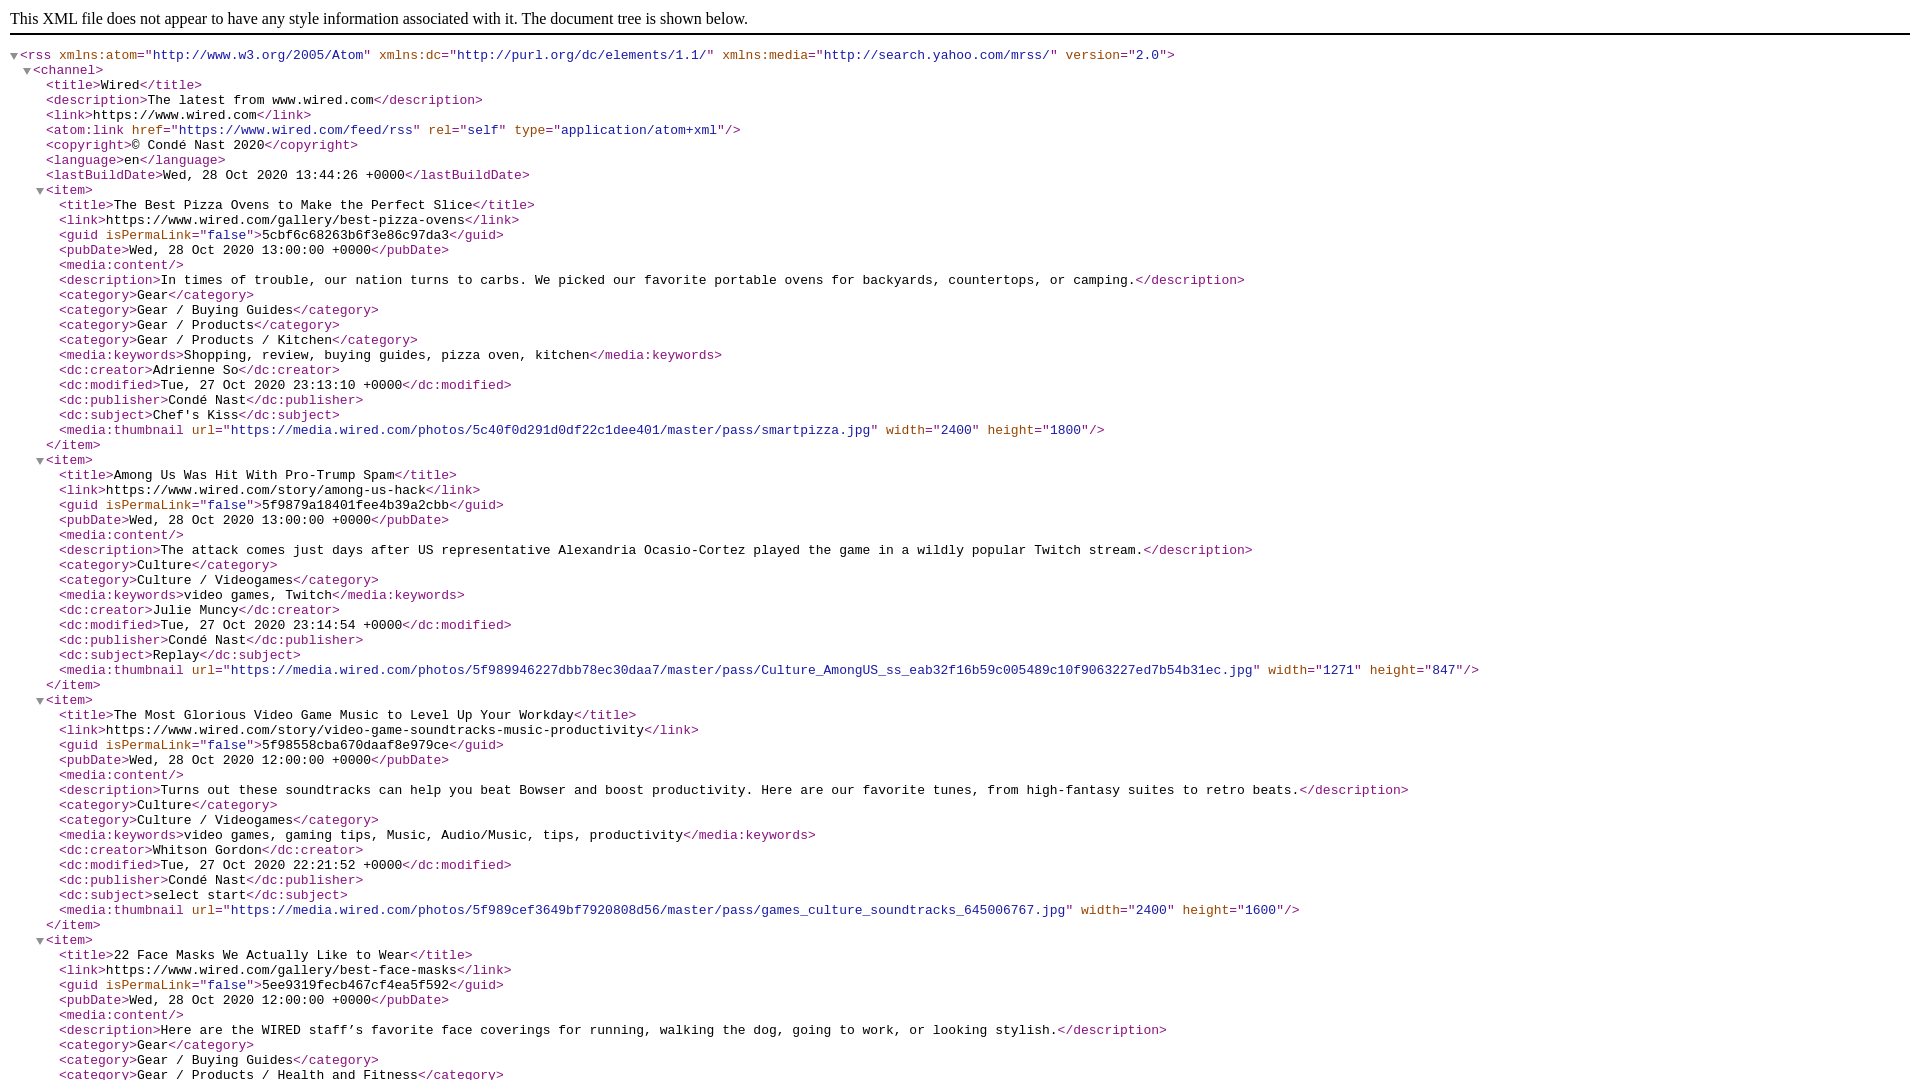 This XML file does not appear to have any style information associated with it. The document tree is shown below.
<rss xmlns:atom="http://www.w3.org/2005/Atom" xmlns:dc="http://purl.org/dc/elements/1.1/" xmlns:media="http://search.yahoo.com/mrss/" version="2.0">
<channel>
<title>Wired</title>
<description>The latest from www.wired.com</description>
<link>https://www.wired.com</link>
<atom:link href="https://www.wired.com/feed/rss" rel="self" type="application/atom+xml"/>
<copyright>© Condé Nast 2020</copyright>
<language>en</language>
<lastBuildDate>Wed, 28 Oct 2020 13:44:26 +0000</lastBuildDate>
<item>
<title>The Best Pizza Ovens to Make the Perfect Slice</title>
<link>https://www.wired.com/gallery/best-pizza-ovens</link>
<guid isPermaLink="false">5cbf6c68263b6f3e86c97da3</guid>
<pubDate>Wed, 28 Oct 2020 13:00:00 +0000</pubDate>
<media:content/>
<description>In times of trouble, our nation turns to carbs. We picked our favorite portable ovens for backyards, countertops, or camping.</description>
<category>Gear</category>
<category>Gear / Buying Guides</category>
<category>Gear / Products</category>
<category>Gear / Products / Kitchen</category>
<media:keywords>Shopping, review, buying guides, pizza oven, kitchen</media:keywords>
<dc:creator>Adrienne So</dc:creator>
<dc:modified>Tue, 27 Oct 2020 23:13:10 +0000</dc:modified>
<dc:publisher>Condé Nast</dc:publisher>
<dc:subject>Chef's Kiss</dc:subject>
<media:thumbnail url="https://media.wired.com/photos/5c40f0d291d0df22c1dee401/master/pass/smartpizza.jpg" width="2400" height="1800"/>
</item>
<item>
<title>Among Us Was Hit With Pro-Trump Spam</title>
<link>https://www.wired.com/story/among-us-hack</link>
<guid isPermaLink="false">5f9879a18401fee4b39a2cbb</guid>
<pubDate>Wed, 28 Oct 2020 13:00:00 +0000</pubDate>
<media:content/>
<description>The attack comes just days after US representative Alexandria Ocasio-Cortez played the game in a wildly popular Twitch stream.</description>
<category>Culture</category>
<category>Culture / Videogames</category>
<media:keywords>video games, Twitch</media:keywords>
<dc:creator>Julie Muncy</dc:creator>
<dc:modified>Tue, 27 Oct 2020 23:14:54 +0000</dc:modified>
<dc:publisher>Condé Nast</dc:publisher>
<dc:subject>Replay</dc:subject>
<media:thumbnail url="https://media.wired.com/photos/5f989946227dbb78ec30daa7/master/pass/Culture_AmongUS_ss_eab32f16b59c005489c10f9063227ed7b54b31ec.jpg" width="1271" height="847"/>
</item>
<item>
<title>The Most Glorious Video Game Music to Level Up Your Workday</title>
<link>https://www.wired.com/story/video-game-soundtracks-music-productivity</link>
<guid isPermaLink="false">5f98558cba670daaf8e979ce</guid>
<pubDate>Wed, 28 Oct 2020 12:00:00 +0000</pubDate>
<media:content/>
<description>Turns out these soundtracks can help you beat Bowser and boost productivity. Here are our favorite tunes, from high-fantasy suites to retro beats.</description>
<category>Culture</category>
<category>Culture / Videogames</category>
<media:keywords>video games, gaming tips, Music, Audio/Music, tips, productivity</media:keywords>
<dc:creator>Whitson Gordon</dc:creator>
<dc:modified>Tue, 27 Oct 2020 22:21:52 +0000</dc:modified>
<dc:publisher>Condé Nast</dc:publisher>
<dc:subject>select start</dc:subject>
<media:thumbnail url="https://media.wired.com/photos/5f989cef3649bf7920808d56/master/pass/games_culture_soundtracks_645006767.jpg" width="2400" height="1600"/>
</item>
<item>
<title>22 Face Masks We Actually Like to Wear</title>
<link>https://www.wired.com/gallery/best-face-masks</link>
<guid isPermaLink="false">5ee9319fecb467cf4ea5f592</guid>
<pubDate>Wed, 28 Oct 2020 12:00:00 +0000</pubDate>
<media:content/>
<description>Here are the WIRED staff’s favorite face coverings for running, walking the dog, going to work, or looking stylish.</description>
<category>Gear</category>
<category>Gear / Buying Guides</category>
<category>Gear / Products / Health and Fitness</category>